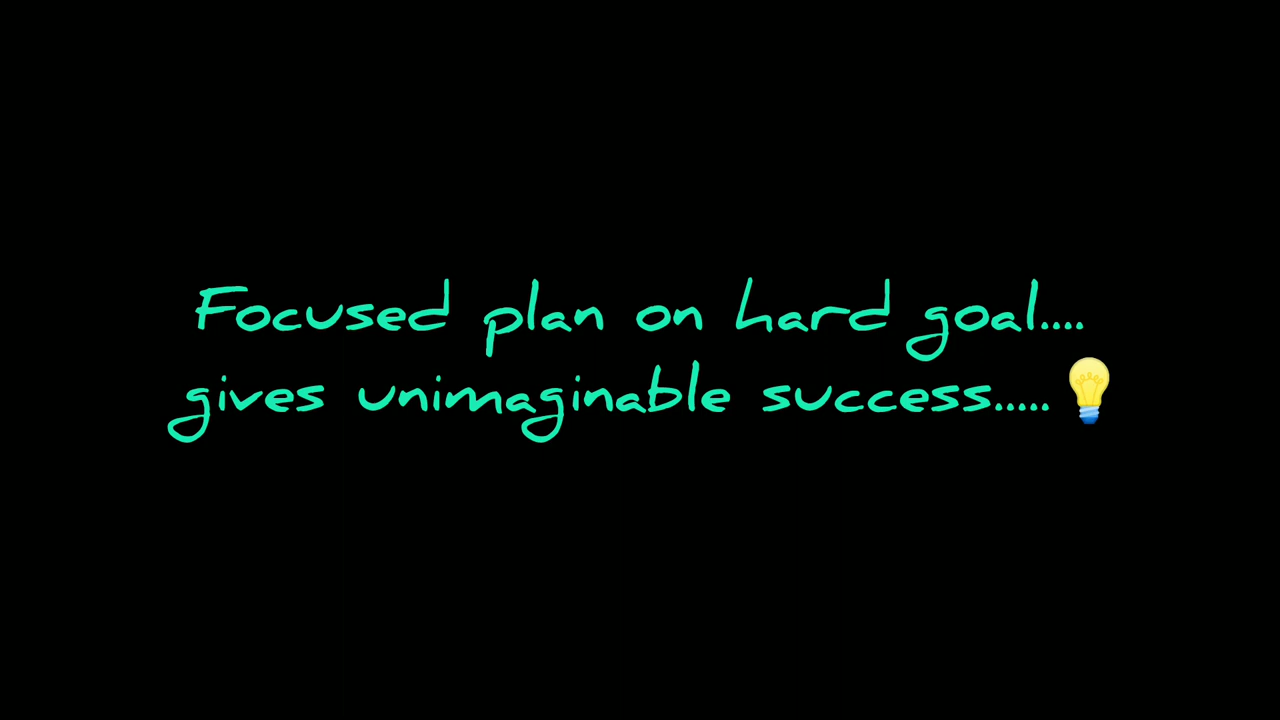 Focused plan on hard goal....
gives unimaginable success.....💡